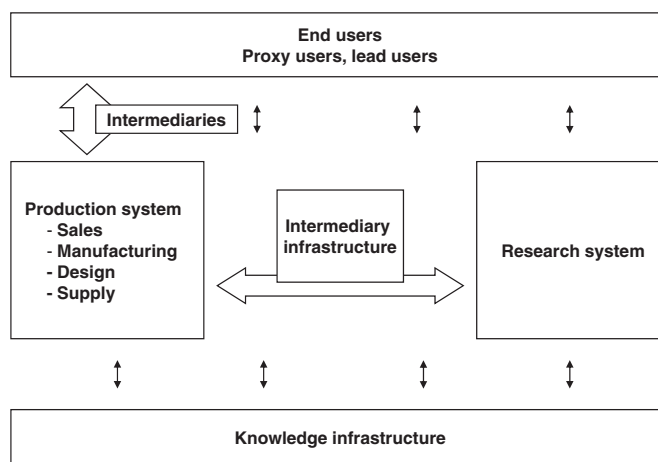 End users
Proxy users, lead users
Intermediaries
Production system
- Sales
- Manufacturing
- Design
- Supply
Intermediary
infrastructure
Research system
Knowledge infrastructure